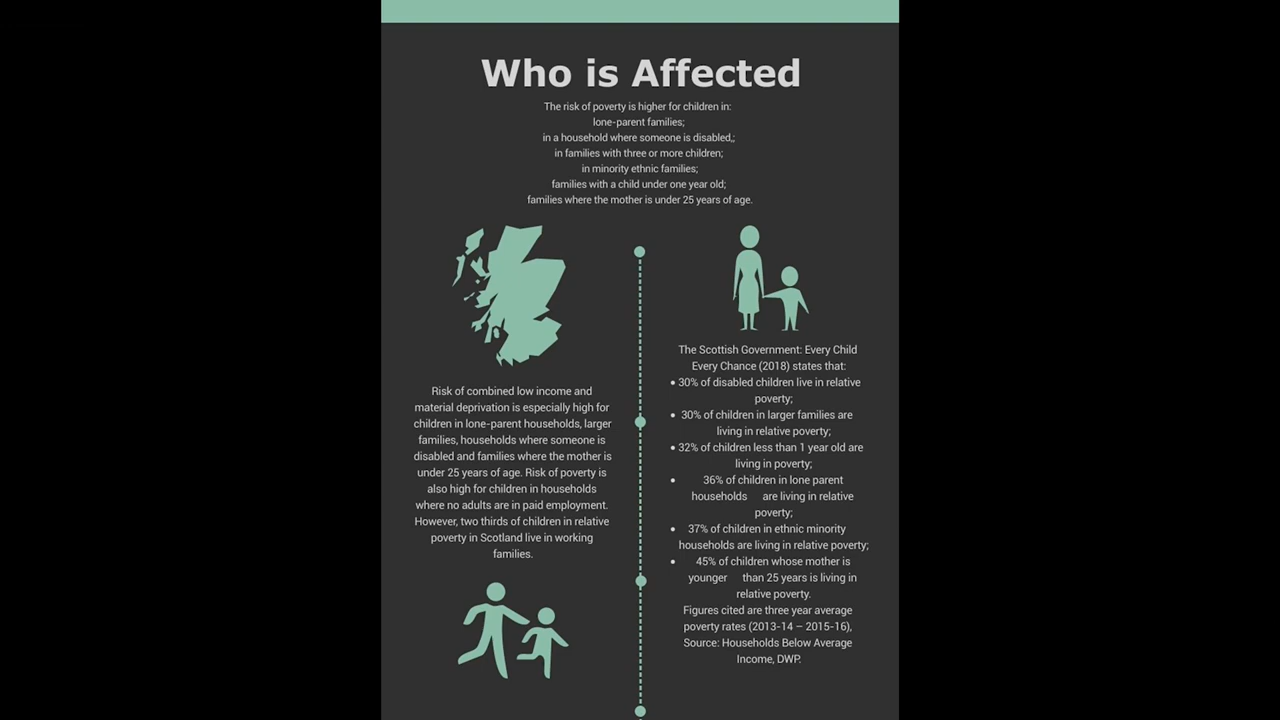 Who is Affected
The risk of poverty is higher for children in:
lone-parent families;
in a household where someone is disabled,;
in families with three or more children;
in minority ethnic families;
families with a child under one year old;
families where the mother is under 25 years of age.
Risk of combined low income and
material deprivation is especially high for
children in lone-parent households, larger
families, households where someone is
disabled and families where the mother is
under 25 years of age. Risk of poverty is
also high for children in households
where no adults are in paid employment.
However, two thirds of children in relative
poverty in Scotland live in working
families.
The Scottish Government: Every Child
Every Chance (2018) states that:
• 30% of disabled children live in relative
poverty;
• 30% of children in larger families are
living in relative poverty;
• 32% of children less than 1 year old are
living in poverty;
• 36% of children in lone parent
households are living in relative
poverty;
• 37% of children in ethnic minority
households are living in relative poverty;
• 45% of children whose mother is
younger than 25 years is living in
relative poverty.
Figures cited are three year average
poverty rates (2013-14 – 2015-16),
Source: Households Below Average
Income, DWP.